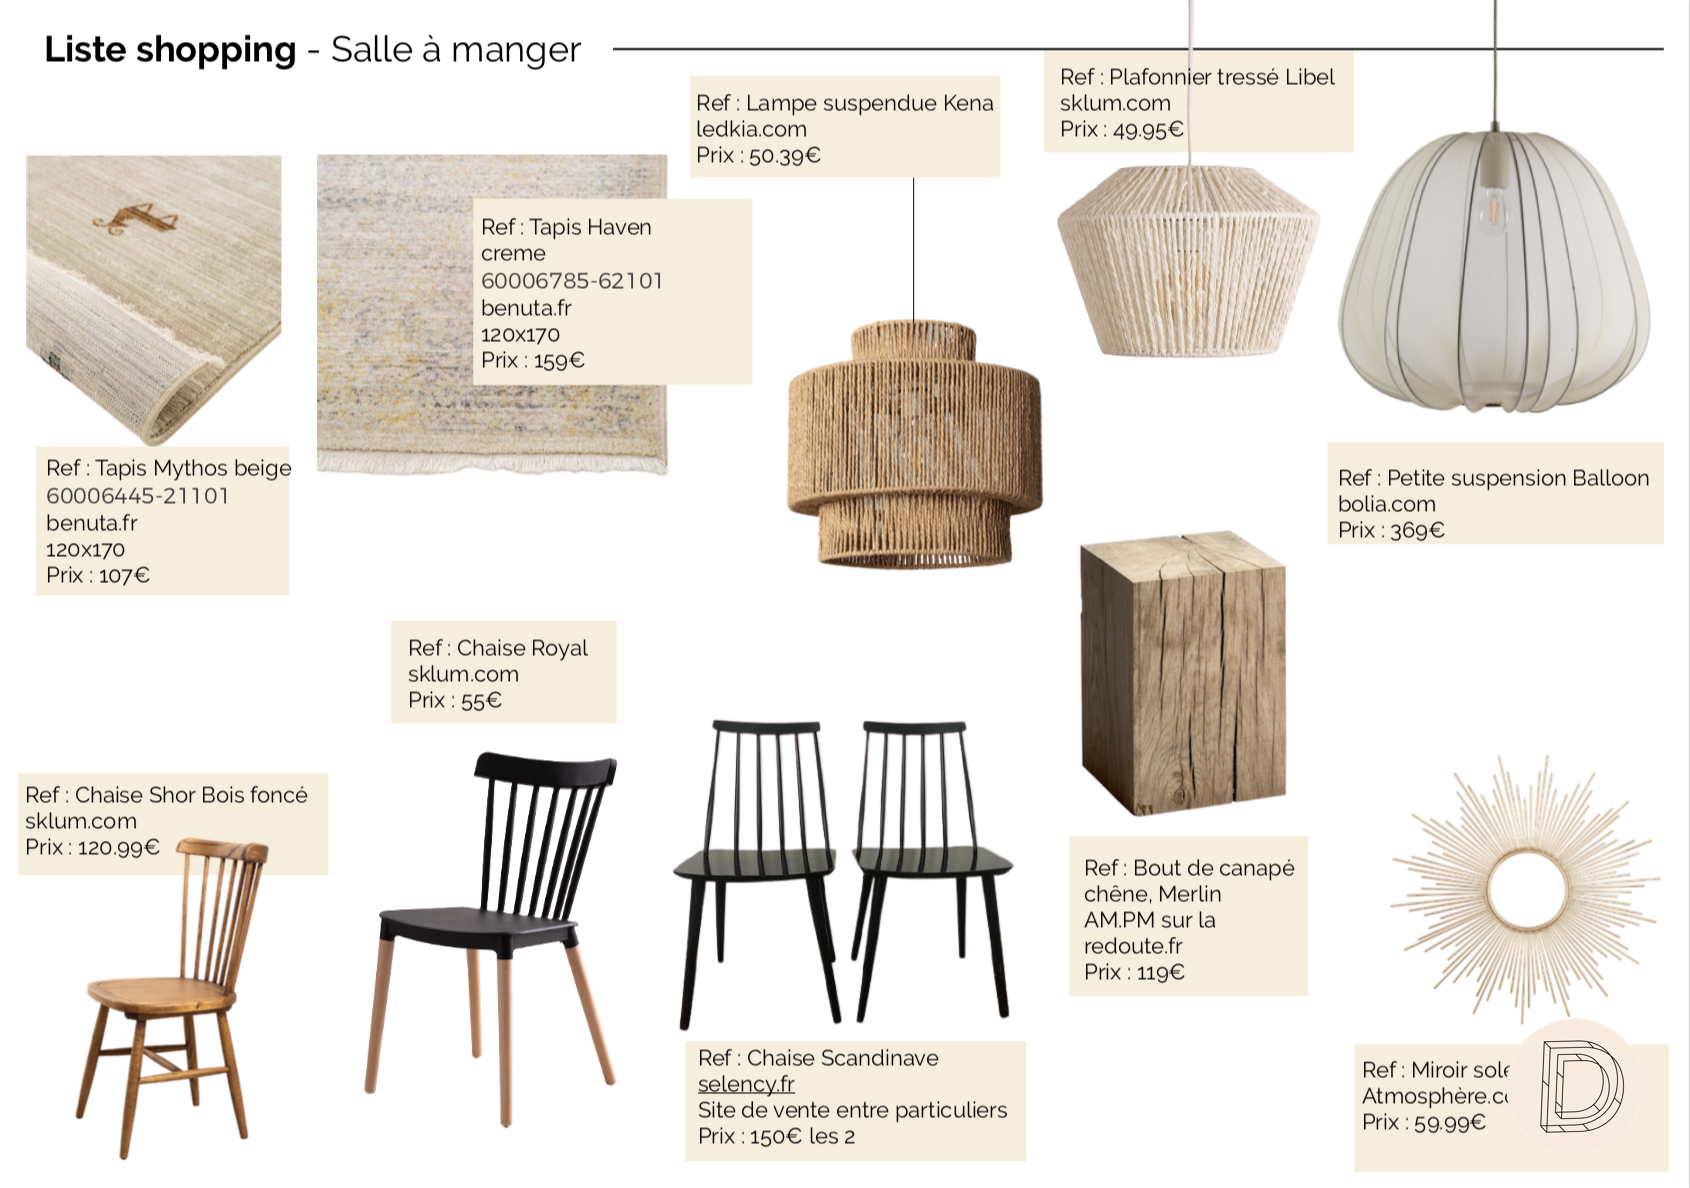 Liste shopping - Salle à manger
Ref : Lampe suspendue Kena
ledkia.com
Prix : 50.39€
Ref : Plafonnier tressé Libel
sklum.com
Prix : 49.95€
Ref : Tapis Haven
creme
60006785-62101
benuta.fr
120x170
Prix : 159€
Ref : Tapis Mythos beige
60006445-21101
benuta.fr
120x170
Prix : 107€
Ref : Petite suspension Balloon
bolia.com
Prix : 369€
Ref : Chaise Royal
sklum.com
Prix : 55€
Ref : Chaise Shor Bois foncé
sklum.com
Prix : 120.99€
Ref : Bout de canapé
chêne, Merlin
AM.PM sur la
redoute.fr
Prix : 119€
Ref : Chaise Scandinave
selency.fr
Site de vente entre particuliers
Prix : 150€ les 2
Ref : Miroir
Prix : 59.99€
D